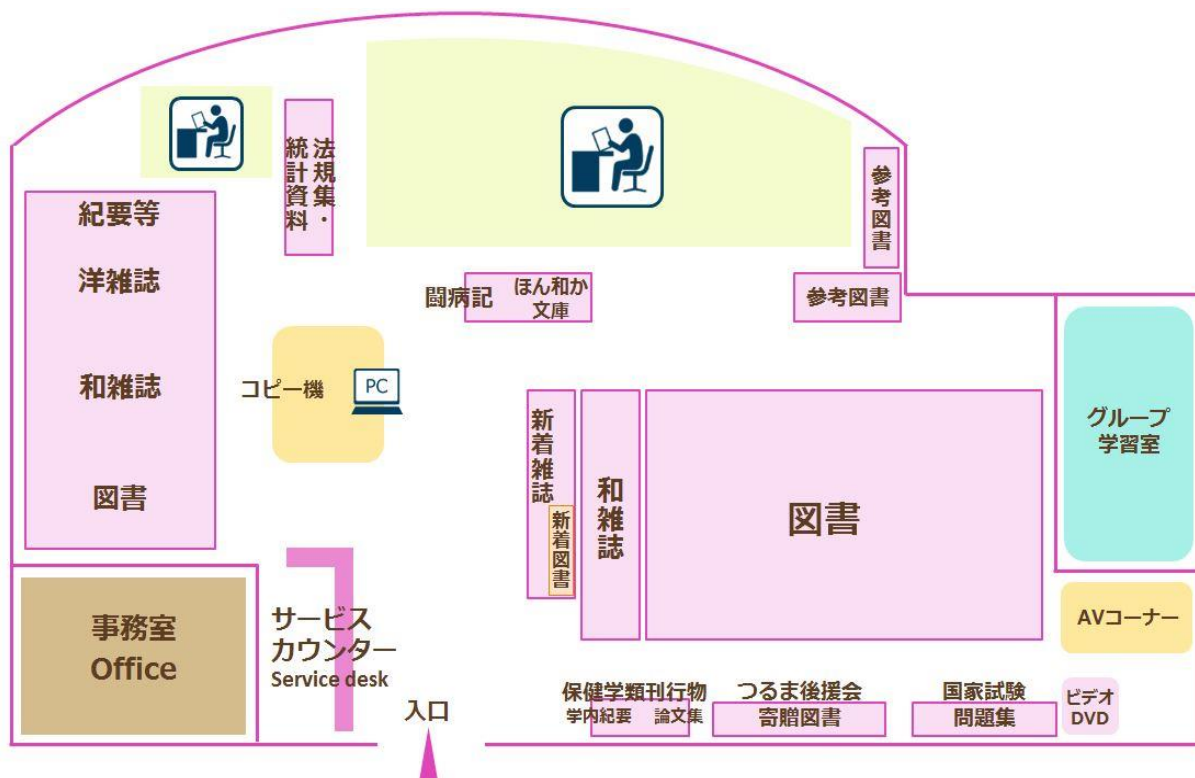 法規集・
統計資料
参考図書
紀要等
洋雑誌
和雑誌
図書
闘病記
ほん和か
文庫
参考図書
コピー機
PC
新着雑誌
新着図書
和雑誌
図書
グループ
学習室
事務室
Office
サービス
カウンター
Service desk
AVコーナー
入口
保健学類刊行物
学内紀要 論文集
つるま後援会
寄贈図書
国家試験
問題集
ビデオ
DVD